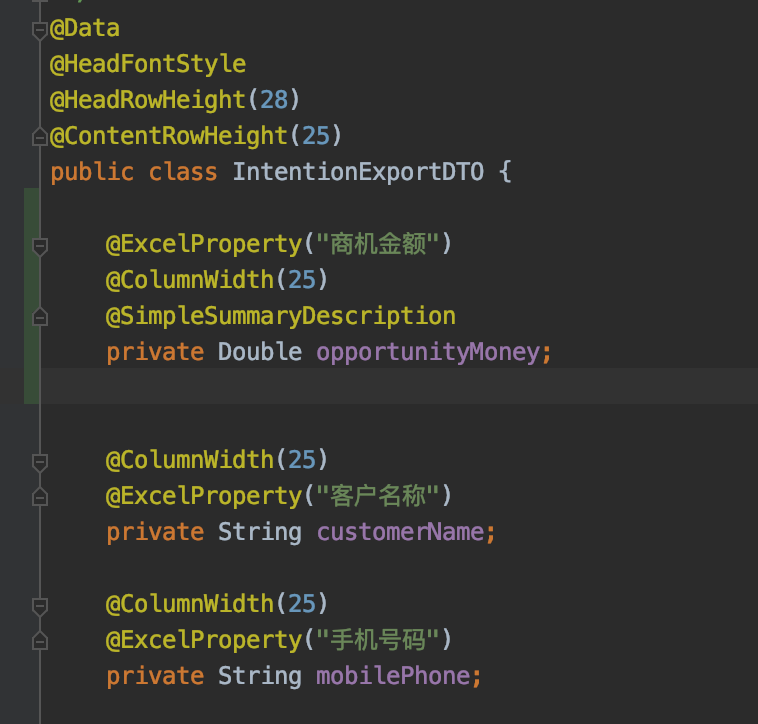 @Data
@HeadFontStyle
@HeadRowHeight(28)
@ContentRowHeight(25)
public class IntentionExportDTO {
@ExcelProperty("商机金额")
@ColumnWidth(25)
@SimpleSummaryDescription
private Double opportunityMoney;
@ColumnWidth(25)
@ExcelProperty("客户名称")
private String customerName;
@ColumnWidth(25)
@ExcelProperty("手机号码")
private String mobilePhone;